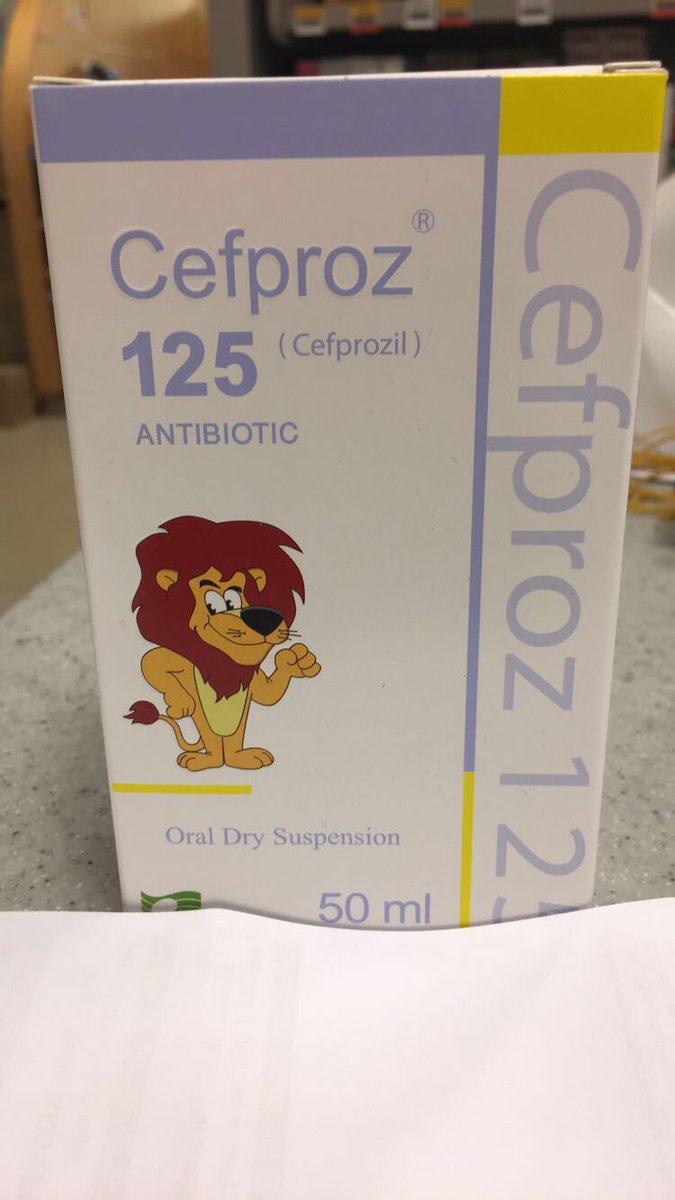 Cefproz®
125 (Cefprozil)
ANTIBIOTIC
Oral Dry Suspension
50 ml
Cefproz 125